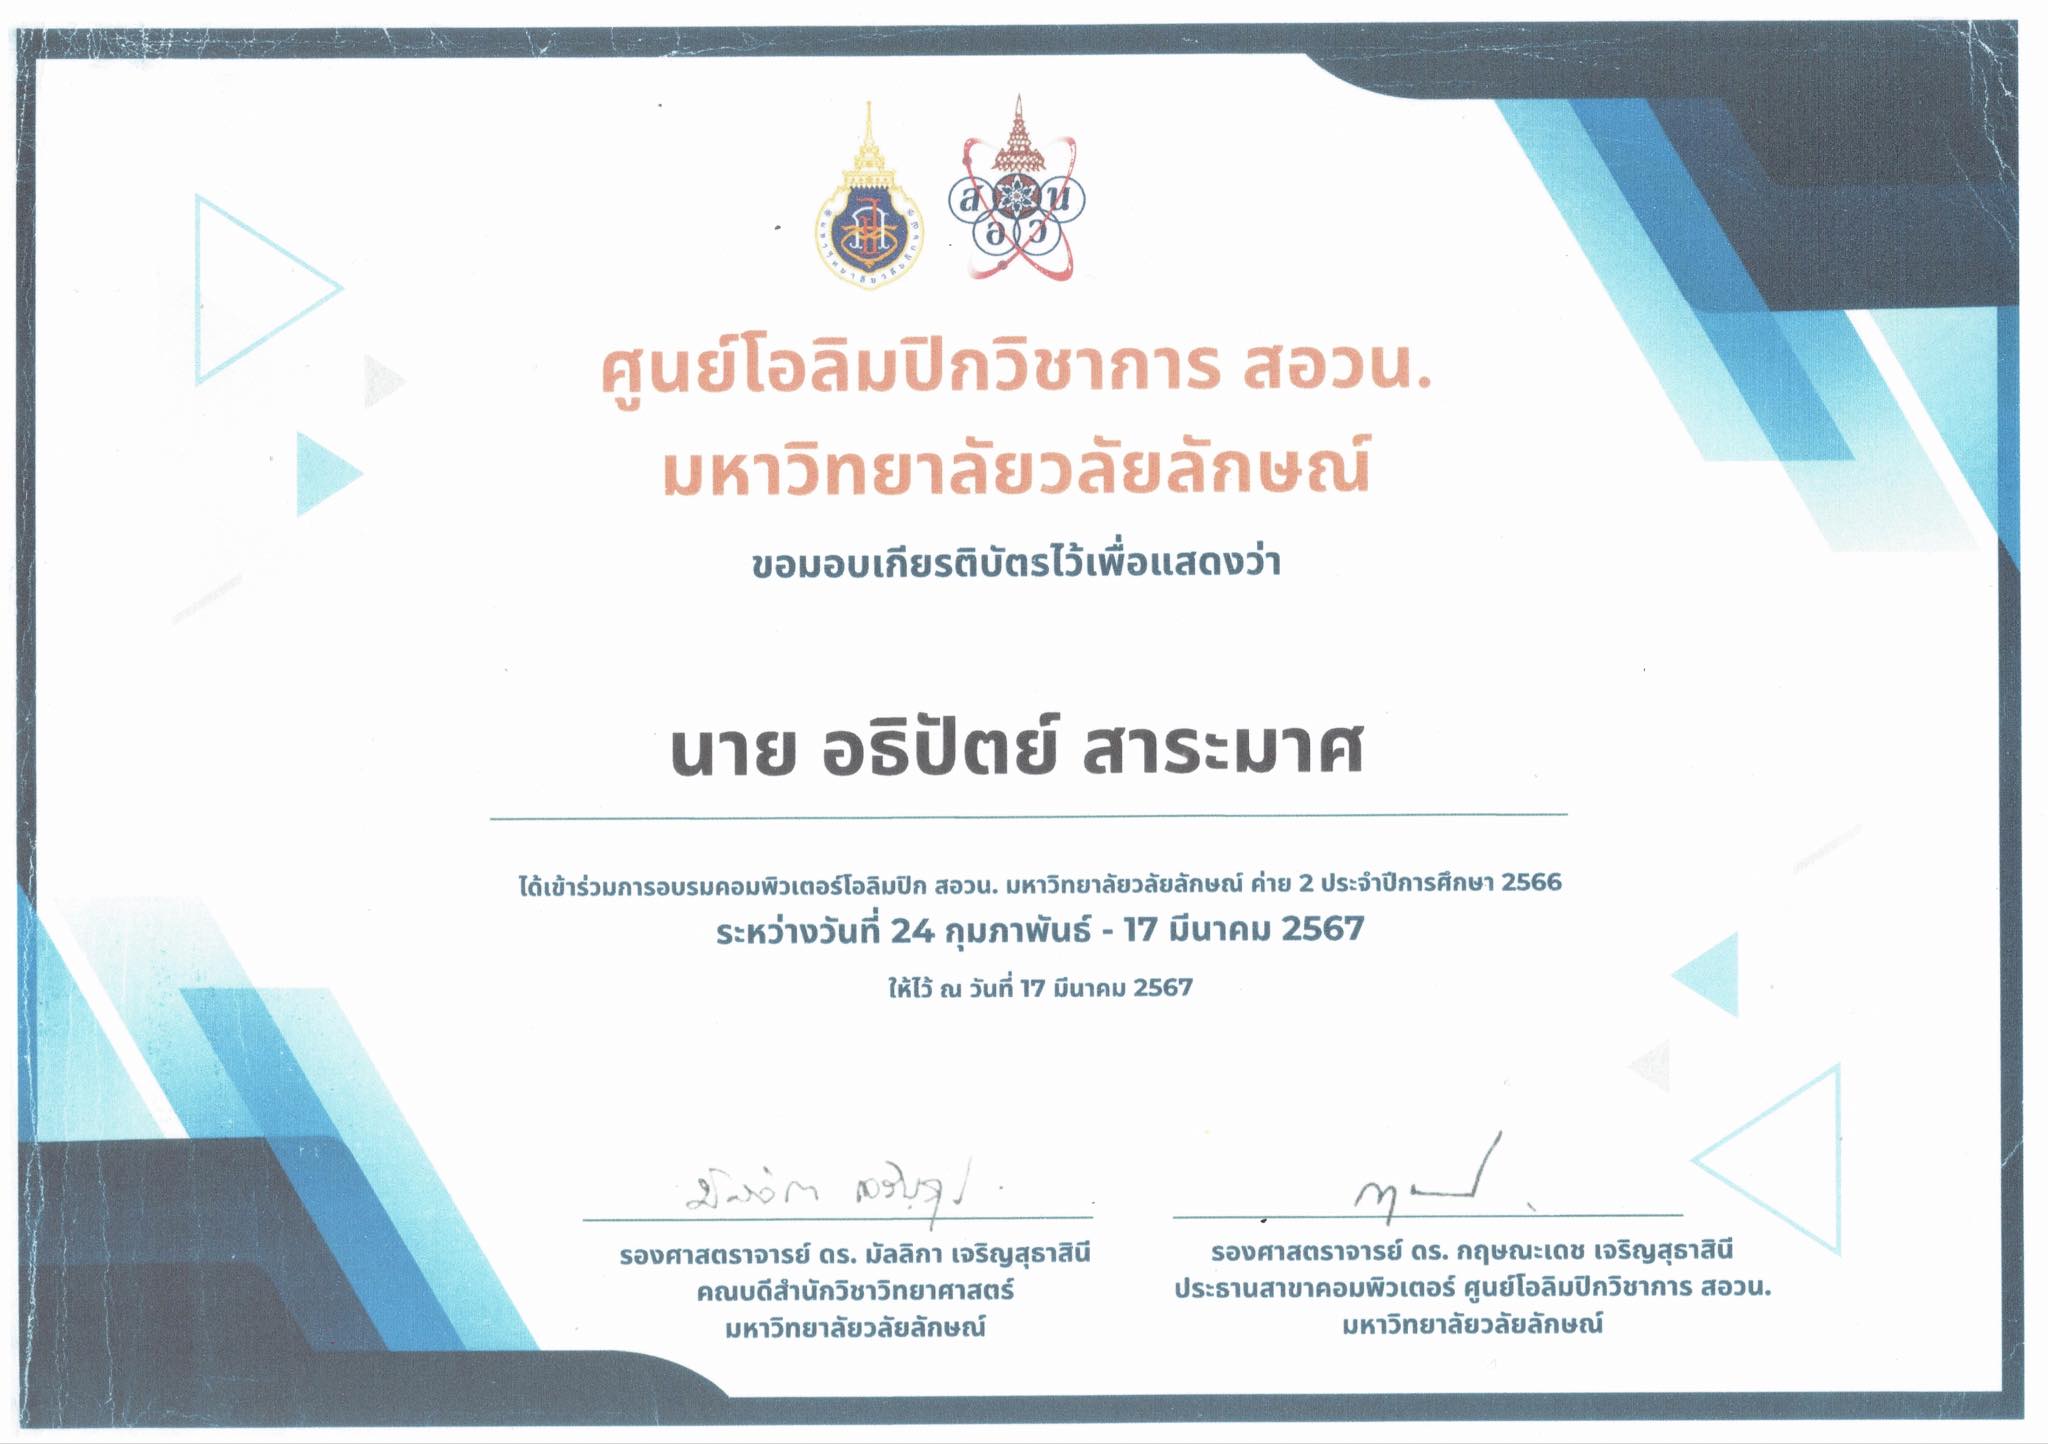 ส อ ว น
ศูนย์โอลิมปิกวิชาการ สอวน.
มหาวิทยาลัยวลัยลักษณ์
ขอมอบเกียรติบัตรไว้เพื่อแสดงว่า
นาย อธิปัตย์ สาระมาศ
ได้เข้าร่วมการอบรมคอมพิวเตอร์โอลิมปิก สอวน. มหาวิทยาลัยวลัยลักษณ์ ค่าย 2 ประจำปีการศึกษา 2566
ระหว่างวันที่ 24 กุมภาพันธ์ - 17 มีนาคม 2567
ให้ไว้ ณ วันที่ 17 มีนาคม 2567
รองศาสตราจารย์ ดร. มัลลิกา เจริญสุธาสินี
คณบดีสำนักวิชาวิทยาศาสตร์
มหาวิทยาลัยวลัยลักษณ์
รองศาสตราจารย์ ดร. กฤษณะเดช เจริญสุธาสินี
ประธานสาขาคอมพิวเตอร์ ศูนย์โอลิมปิกวิชาการ สอวน.
มหาวิทยาลัยวลัยลักษณ์